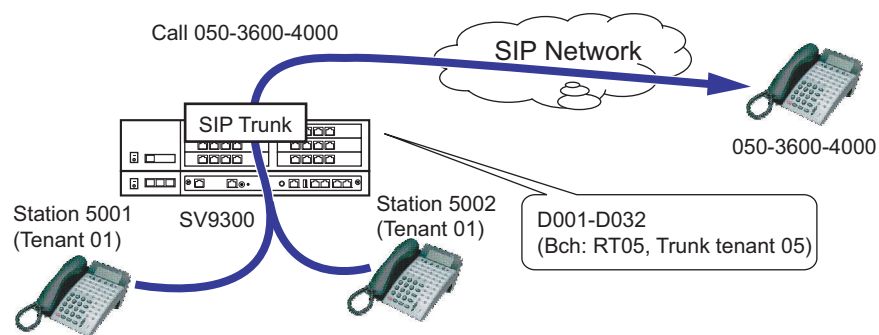 Call 050-3600-4000
SIP Network
SIP Trunk
050-3600-4000
Station 5001
(Tenant 01)
SV9300
Station 5002
(Tenant 01)
D001-D032
(Bch: RT05, Trunk tenant 05)